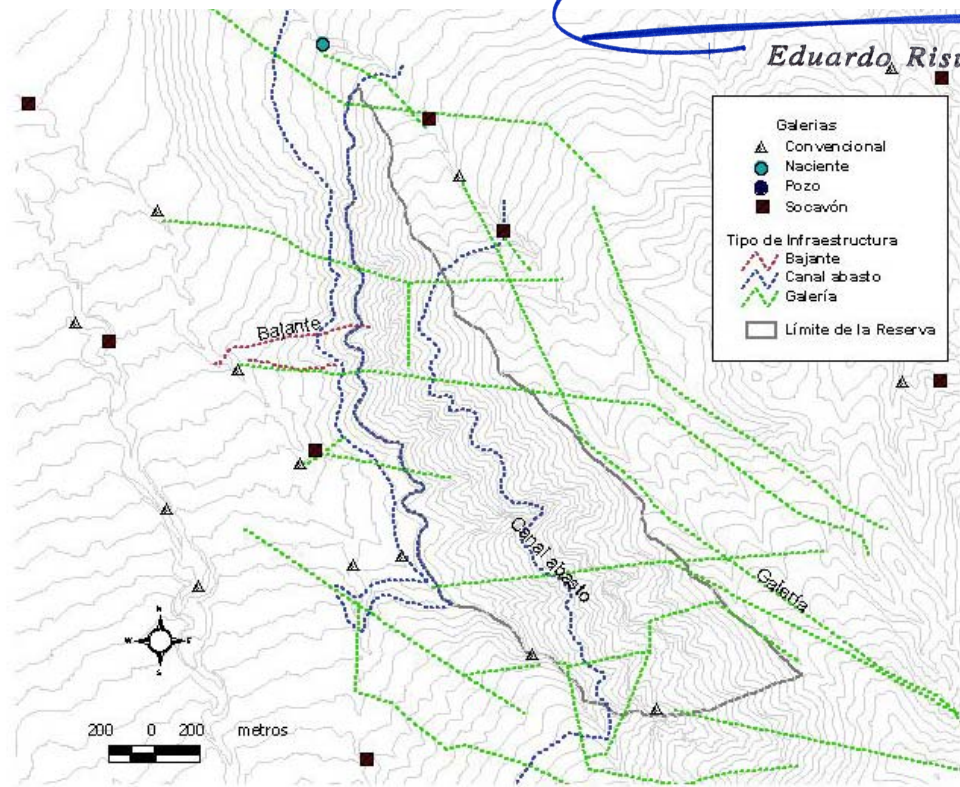 Eduardo
Galerias
Convencional
Naciente
Pozo
Socavón
Tipo de Infraestructura
Bajante
Canal abasto
Galería
Límite de la Reserva
Bajante
Canal abasto
Galería
N
W E
S
200 0 200 metros